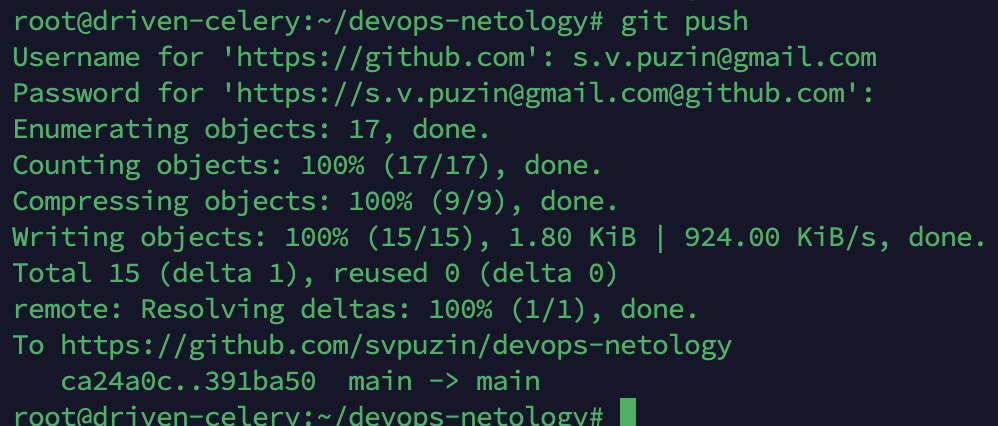 root@driven-celery:~/devops-netology# git push
Username for 'https://github.com': s.v.puzin@gmail.com
Password for 'https://s.v.puzin@gmail.com@github.com':
Enumerating objects: 17, done.
Counting objects: 100% (17/17), done.
Compressing objects: 100% (9/9), done.
Writing objects: 100% (15/15), 1.80 KiB | 924.00 KiB/s, done.
Total 15 (delta 1), reused 0 (delta 0)
remote: Resolving deltas: 100% (1/1), done.
To https://github.com/svpuzin/devops-netology
   ca24a0c..391ba50  main -> main
root@driven-celery:~/devops-netology#